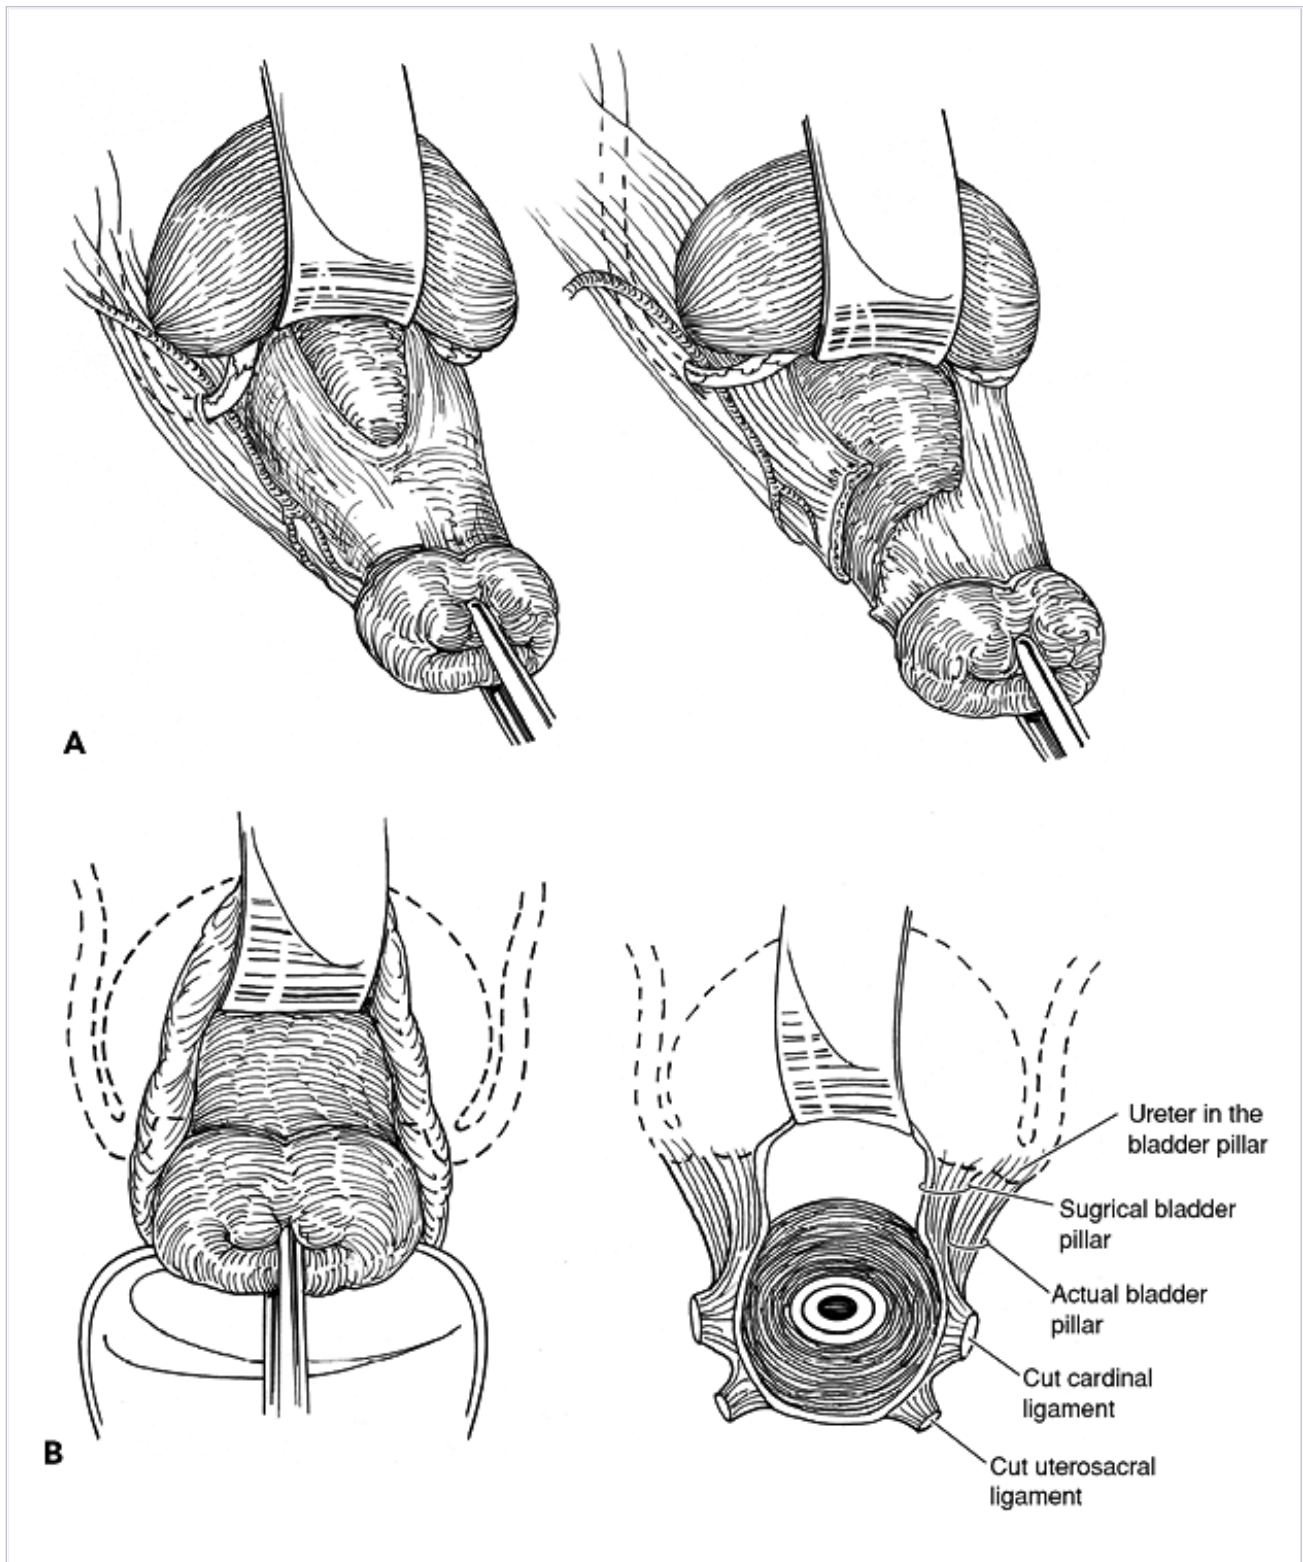 A
B
Ureter in the
bladder pillar
Sugrical bladder
pillar
Actual bladder
pillar
Cut cardinal
ligament
Cut uterosacral
ligament